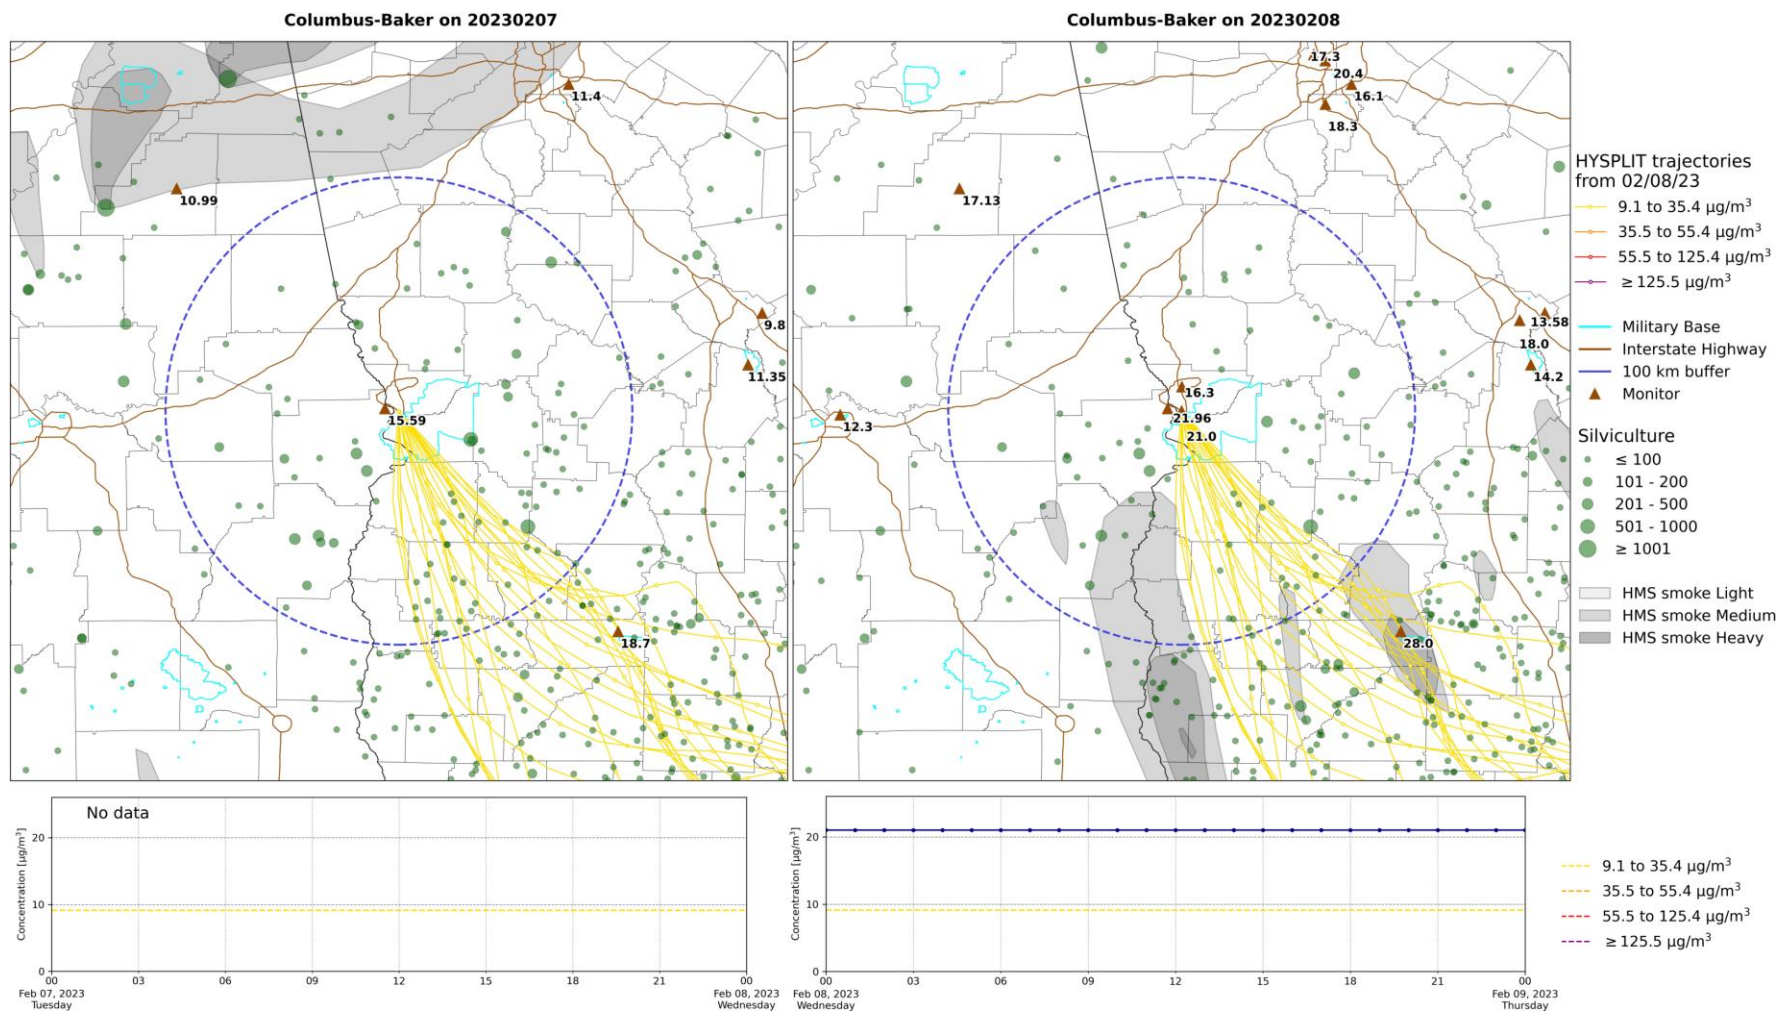 Columbus-Baker on 20230207
11.4
10.99
9.8
11.35
15.59
18.7
Columbus-Baker on 20230208
17.3
20.4
16.1
18.3
17.13
13.58
18.0
14.2
16.3
21.96
21.0
12.3
28.0
HYSPLIT trajectories
from 02/08/23
9.1 to 35.4 µg/m³
35.5 to 55.4 µg/m³
55.5 to 125.4 µg/m³
≥ 125.5 µg/m³
Military Base
Interstate Highway
100 km buffer
Monitor
Silviculture
≤ 100
101 - 200
201 - 500
501 - 1000
≥ 1001
HMS smoke Light
HMS smoke Medium
HMS smoke Heavy
No data
Concentration [µg/m³]
20
10
0
00 03 06 09 12 15 18 21 00
Feb 07, 2023 Feb 08, 2023
Tuesday Wednesday
Concentration [µg/m³]
20
10
0
00 03 06 09 12 15 18 21 00
Feb 08, 2023 Feb 09, 2023
Wednesday Thursday
9.1 to 35.4 µg/m³
35.5 to 55.4 µg/m³
55.5 to 125.4 µg/m³
≥ 125.5 µg/m³